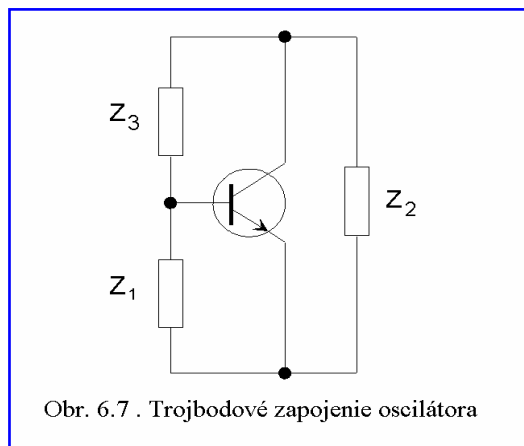 Z₃
Z₂
Z₁
Obr. 6.7 . Trojbodové zapojenie oscilátora